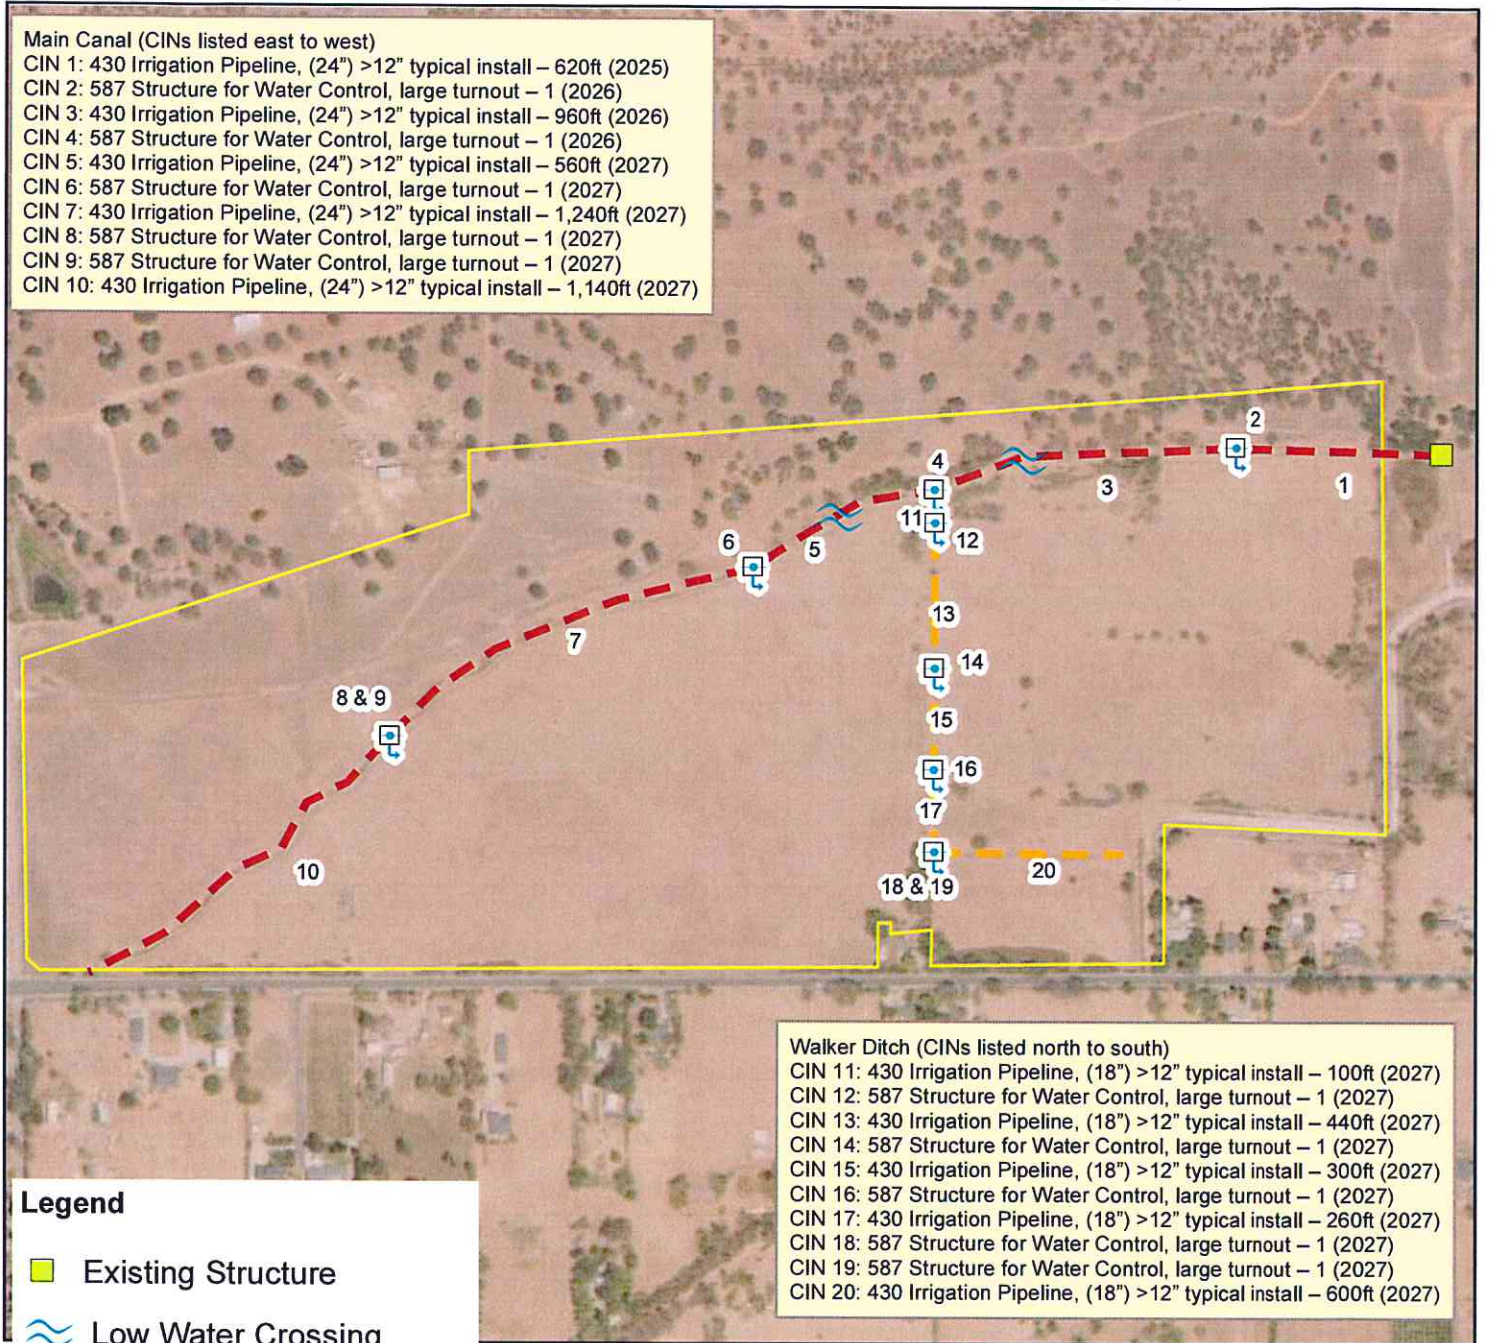 Main Canal (CINs listed east to west)
CIN 1: 430 Irrigation Pipeline, (24”) >12” typical install – 620ft (2025)
CIN 2: 587 Structure for Water Control, large turnout – 1 (2026)
CIN 3: 430 Irrigation Pipeline, (24”) >12” typical install – 960ft (2026)
CIN 4: 587 Structure for Water Control, large turnout – 1 (2026)
CIN 5: 430 Irrigation Pipeline, (24”) >12” typical install – 560ft (2027)
CIN 6: 587 Structure for Water Control, large turnout – 1 (2027)
CIN 7: 430 Irrigation Pipeline, (24”) >12” typical install – 1,240ft (2027)
CIN 8: 587 Structure for Water Control, large turnout – 1 (2027)
CIN 9: 587 Structure for Water Control, large turnout – 1 (2027)
CIN 10: 430 Irrigation Pipeline, (24”) >12” typical install – 1,140ft (2027)
2
4
3
1
11
12
6
5
13
7
14
8 & 9
15
16
17
10
20
18 & 19
Walker Ditch (CINs listed north to south)
CIN 11: 430 Irrigation Pipeline, (18”) >12” typical install – 100ft (2027)
CIN 12: 587 Structure for Water Control, large turnout – 1 (2027)
CIN 13: 430 Irrigation Pipeline, (18”) >12” typical install – 440ft (2027)
CIN 14: 587 Structure for Water Control, large turnout – 1 (2027)
CIN 15: 430 Irrigation Pipeline, (18”) >12” typical install – 300ft (2027)
CIN 16: 587 Structure for Water Control, large turnout – 1 (2027)
CIN 17: 430 Irrigation Pipeline, (18”) >12” typical install – 260ft (2027)
CIN 18: 587 Structure for Water Control, large turnout – 1 (2027)
CIN 19: 587 Structure for Water Control, large turnout – 1 (2027)
CIN 20: 430 Irrigation Pipeline, (18”) >12” typical install – 600ft (2027)
Legend
Existing Structure
Low Water Crossing